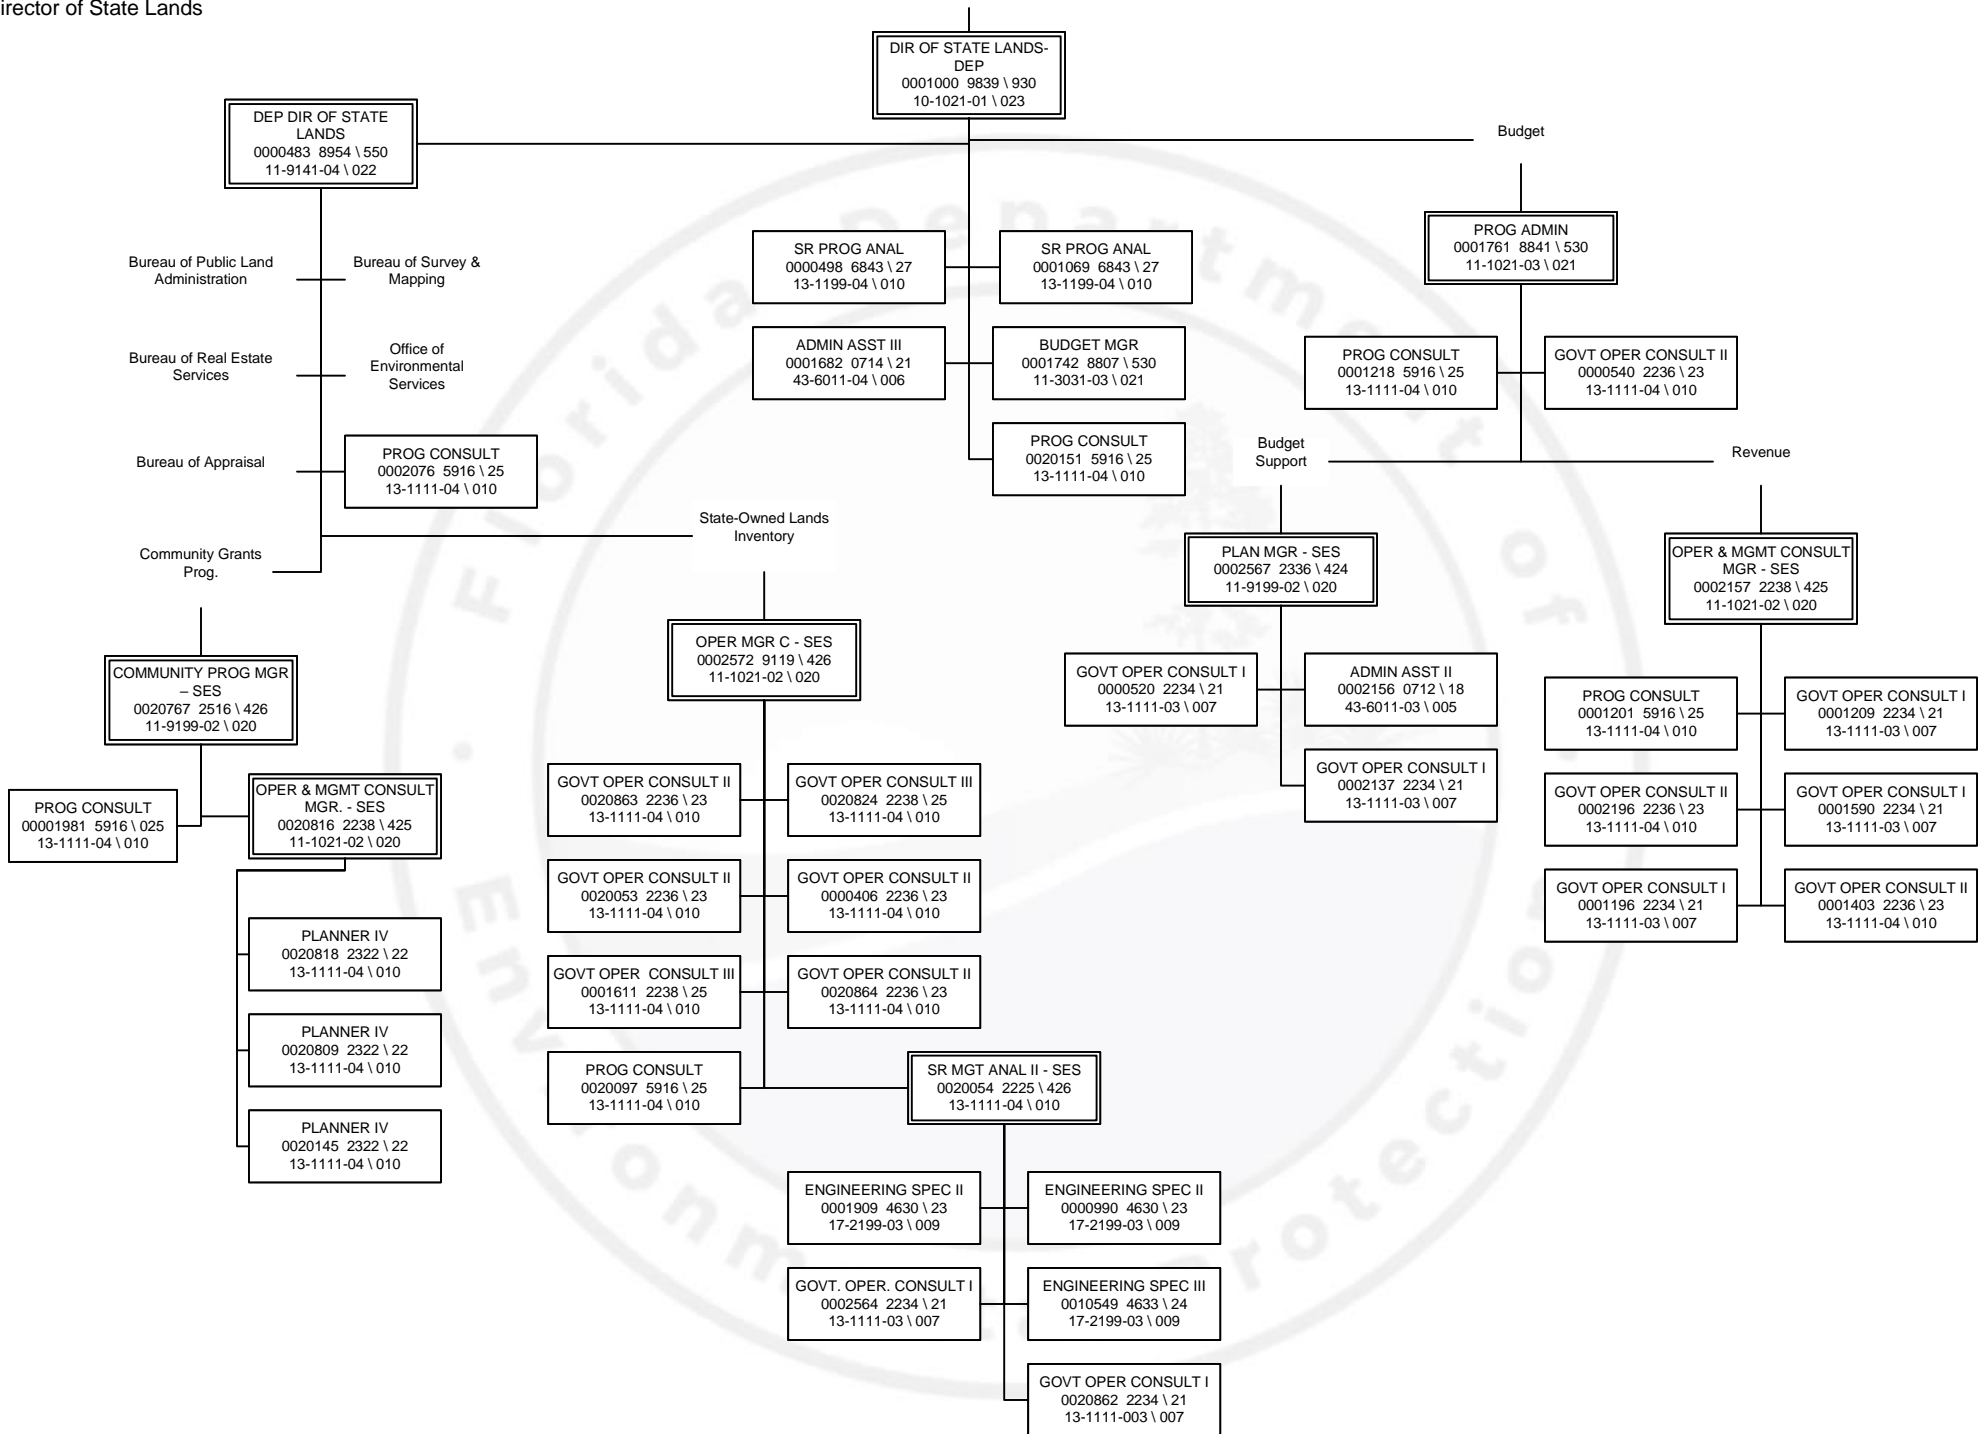 irector of State Lands
DIR OF STATE LANDS-
DEP
0001000 9839 \ 930
10-1021-01 \ 023
DEP DIR OF STATE
LANDS
0000483 8954 \ 550
11-9141-04 \ 022
Budget
PROG ADMIN
0001761 8841 \ 530
11-1021-03 \ 021
SR PROG ANAL
0000498 6843 \ 27
13-1199-04 \ 010
SR PROG ANAL
0001069 6843 \ 27
13-1199-04 \ 010
Bureau of Public Land
Administration
Bureau of Survey &
Mapping
ADMIN ASST III
0001682 0714 \ 21
43-6011-04 \ 006
BUDGET MGR
0001742 8807 \ 530
11-3031-03 \ 021
PROG CONSULT
0001218 5916 \ 25
13-1111-04 \ 010
GOVT OPER CONSULT II
0000540 2236 \ 23
13-1111-04 \ 010
Bureau of Real Estate
Services
Office of
Environmental
Services
PROG CONSULT
0020151 5916 \ 25
13-1111-04 \ 010
Budget
Support
Revenue
Bureau of Appraisal
PROG CONSULT
0002076 5916 \ 25
13-1111-04 \ 010
State-Owned Lands
Inventory
Community Grants
Prog.
PLAN MGR - SES
0002567 2336 \ 424
11-9199-02 \ 020
OPER & MGMT CONSULT
MGR - SES
0002157 2238 \ 425
11-1021-02 \ 020
OPER MGR C - SES
0002572 9119 \ 426
11-1021-02 \ 020
COMMUNITY PROG MGR
– SES
0020767 2516 \ 426
11-9199-02 \ 020
GOVT OPER CONSULT I
0000520 2234 \ 21
13-1111-03 \ 007
ADMIN ASST II
0002156 0712 \ 18
43-6011-03 \ 005
PROG CONSULT
0001201 5916 \ 25
13-1111-04 \ 010
GOVT OPER CONSULT I
0001209 2234 \ 21
13-1111-03 \ 007
PROG CONSULT
00001981 5916 \ 025
13-1111-04 \ 010
OPER & MGMT CONSULT
MGR. - SES
0020816 2238 \ 425
11-1021-02 \ 020
GOVT OPER CONSULT II
0020863 2236 \ 23
13-1111-04 \ 010
GOVT OPER CONSULT III
0020824 2238 \ 25
13-1111-04 \ 010
GOVT OPER CONSULT I
0002137 2234 \ 21
13-1111-03 \ 007
GOVT OPER CONSULT II
0002196 2236 \ 23
13-1111-04 \ 010
GOVT OPER CONSULT I
0001590 2234 \ 21
13-1111-03 \ 007
GOVT OPER CONSULT II
0020053 2236 \ 23
13-1111-04 \ 010
GOVT OPER CONSULT II
0000406 2236 \ 23
13-1111-04 \ 010
GOVT OPER CONSULT I
0001196 2234 \ 21
13-1111-03 \ 007
GOVT OPER CONSULT II
0001403 2236 \ 23
13-1111-04 \ 010
PLANNER IV
0020818 2322 \ 22
13-1111-04 \ 010
GOVT OPER CONSULT III
0001611 2238 \ 25
13-1111-04 \ 010
GOVT OPER CONSULT II
0020864 2236 \ 23
13-1111-04 \ 010
PLANNER IV
0020809 2322 \ 22
13-1111-04 \ 010
PROG CONSULT
0020097 5916 \ 25
13-1111-04 \ 010
SR MGT ANAL II - SES
0020054 2225 \ 426
13-1111-04 \ 010
PLANNER IV
0020145 2322 \ 22
13-1111-04 \ 010
ENGINEERING SPEC II
0001909 4630 \ 23
17-2199-03 \ 009
ENGINEERING SPEC II
0000990 4630 \ 23
17-2199-03 \ 009
GOVT. OPER. CONSULT I
0002564 2234 \ 21
13-1111-03 \ 007
ENGINEERING SPEC III
0010549 4633 \ 24
17-2199-03 \ 009
GOVT OPER CONSULT I
0020862 2234 \ 21
13-1111-003 \ 007
Florida Department of
Protection